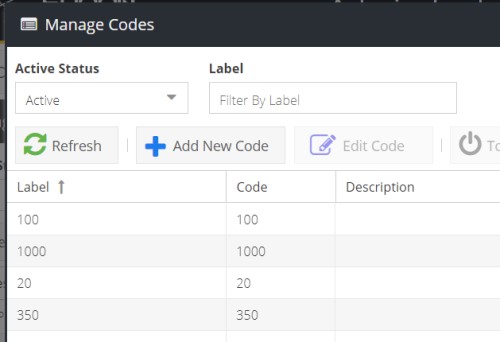 Manage Codes
Active Status Label
Active Filter By Label
Refresh Add New Code Edit Code
Label ↑ Code Description
100 100
1000 1000
20 20
350 350